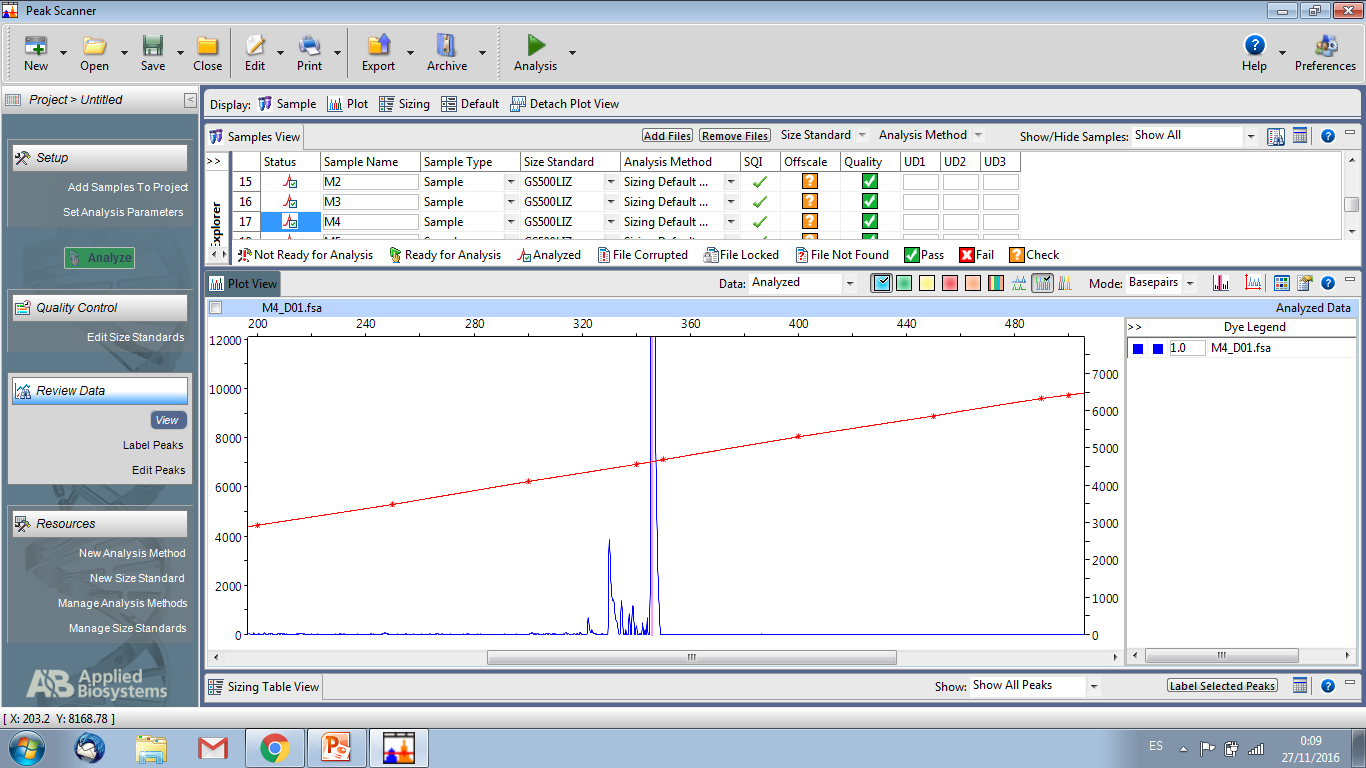 Peak Scanner
New Open Save Close Edit Print Export Archive Analysis Help Preferences
Project > Untitled <
Setup
Add Samples To Project
Set Analysis Parameters
Analyze
Quality Control
Edit Size Standards
Review Data
View
Label Peaks
Edit Peaks
Resources
New Analysis Method
New Size Standard
Manage Analysis Methods
Manage Size Standards
AB Applied Biosystems
Display: Sample Plot Sizing Default Detach Plot View
Samples View Add Files Remove Files Size Standard Analysis Method Show/Hide Samples: Show All
>> Status Sample Name Sample Type Size Standard Analysis Method SQI Offscale Quality UD1 UD2 UD3
15 M2 Sample GS500LIZ Sizing Default ...
16 M3 Sample GS500LIZ Sizing Default ...
17 M4 Sample GS500LIZ Sizing Default ...
Explorer
Not Ready for Analysis Ready for Analysis Analyzed File Corrupted File Locked File Not Found Pass Fail Check
Plot View Data: Analyzed Mode: Basepairs
M4_D01.fsa Analyzed Data
200 240 280 320 360 400 440 480
12000
10000
8000
6000
4000
2000
0
7000
6000
5000
4000
3000
2000
1000
0
>> Dye Legend
1.0 M4_D01.fsa
Sizing Table View Show: Show All Peaks Label Selected Peaks
[ X: 203.2 Y: 8168.78 ]
ES 0:09
27/11/2016